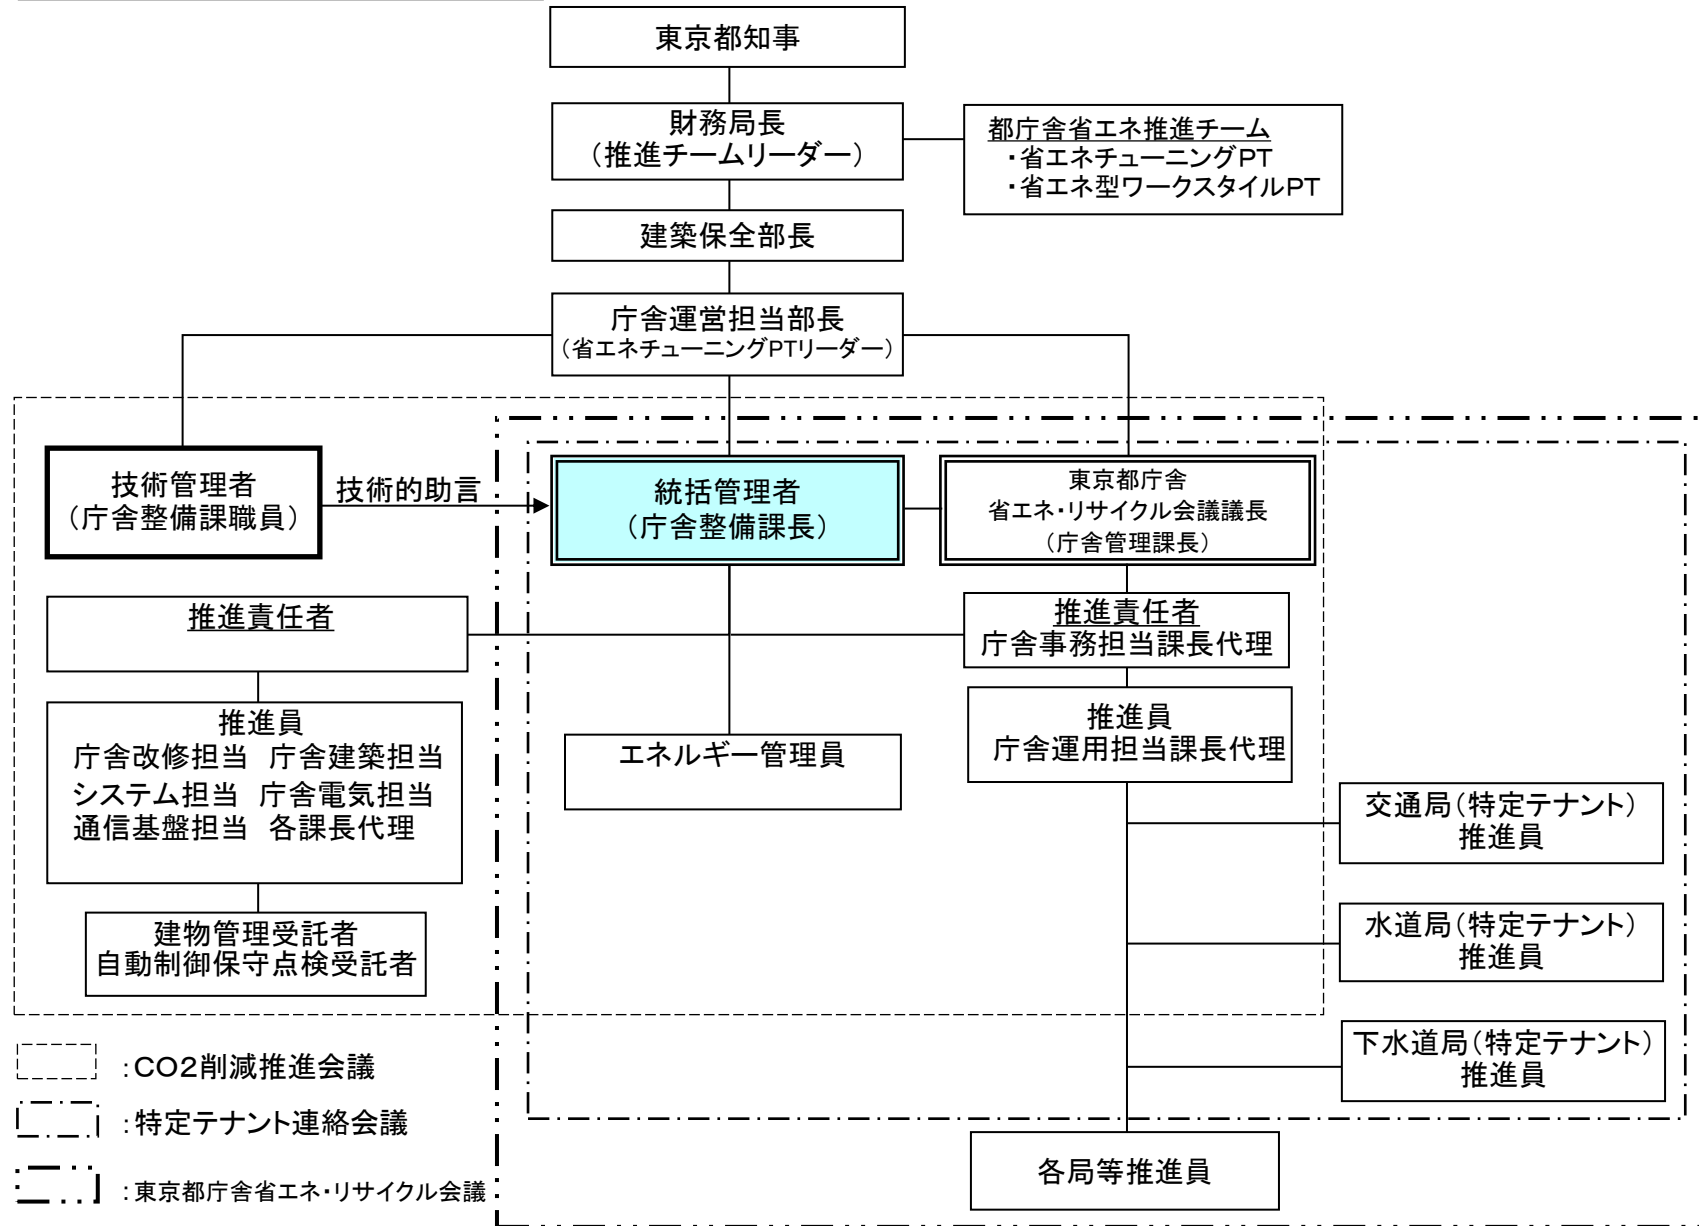 東京都知事
財務局長
（推進チームリーダー）
都庁舎省エネ推進チーム
・省エネチューニングPT
・省エネ型ワークスタイルPT
建築保全部長
庁舎運営担当部長
（省エネチューニングPTリーダー）
技術管理者
（庁舎整備課職員）
技術的助言
統括管理者
（庁舎整備課長）
東京都庁舎
省エネ・リサイクル会議議長
（庁舎管理課長）
推進責任者
推進責任者
庁舎事務担当課長代理
推進員
庁舎改修担当　庁舎建築担当
システム担当　庁舎電気担当
通信基盤担当　各課長代理
エネルギー管理員
推進員
庁舎運用担当課長代理
交通局（特定テナント）
推進員
建物管理受託者
自動制御保守点検受託者
水道局（特定テナント）
推進員
下水道局（特定テナント）
推進員
各局等推進員
：CO2削減推進会議
：特定テナント連絡会議
：東京都庁舎省エネ・リサイクル会議